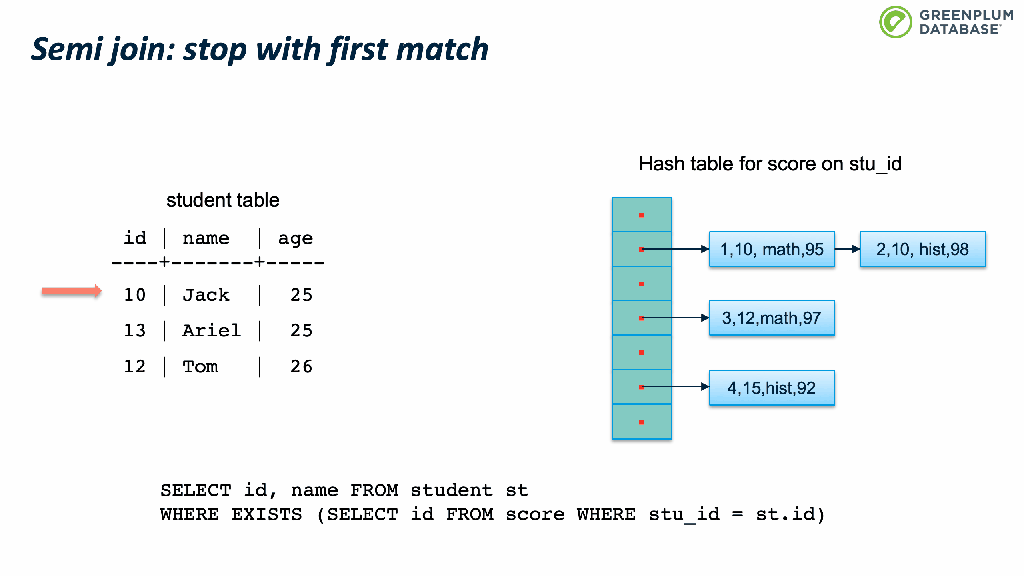 GREENPLUM
DATABASE
Semi join: stop with first match
Hash table for score on stu_id
student table
id | name | age
----+-------+-----
10 | Jack | 25
13 | Ariel | 25
12 | Tom | 26
1,10, math,95
2,10, hist,98
3,12,math,97
4,15,hist,92
SELECT id, name FROM student st
WHERE EXISTS (SELECT id FROM score WHERE stu_id = st.id)